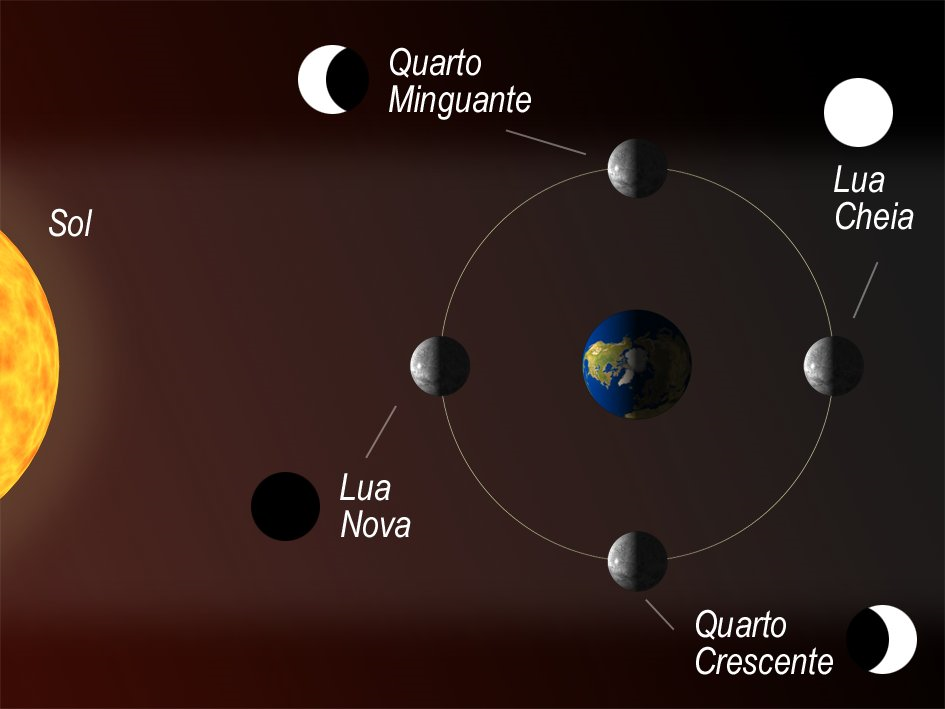 Quarto
Minguante
Lua
Cheia
Sol
Lua
Nova
Quarto
Crescente